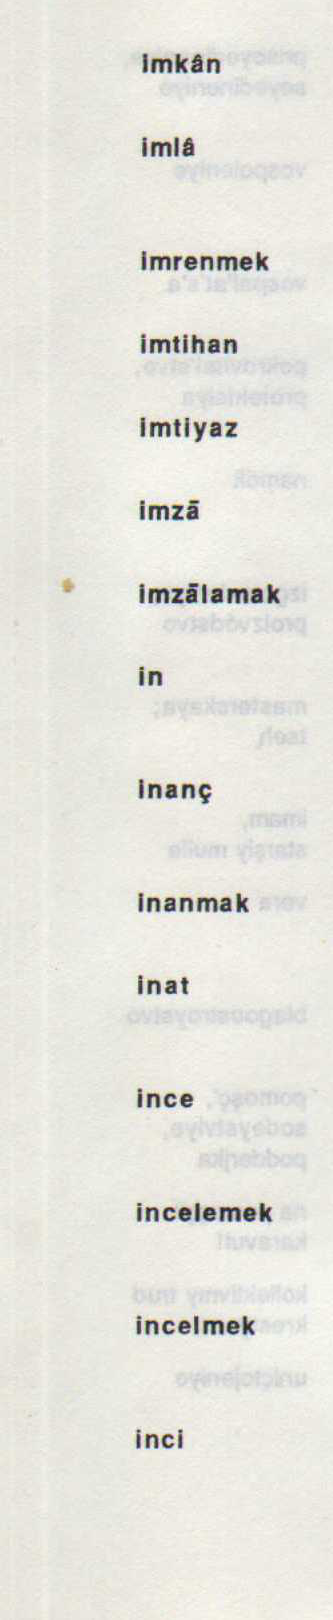 imkân
imlâ
imrenmek
imtihan
imtiyaz
imzā
imzālamak
in
inanç
inanmak
inat
ince
incelemek
incelmek
inci